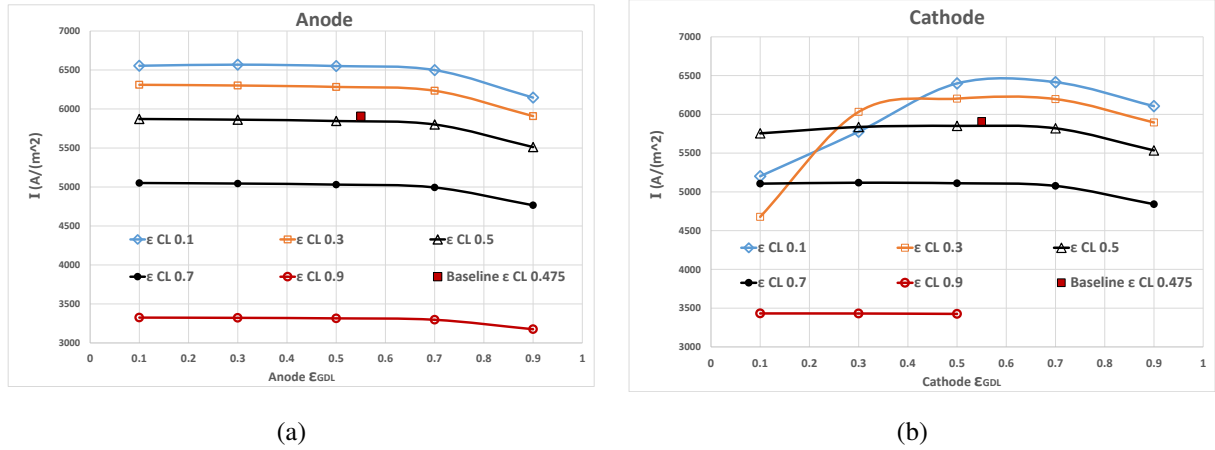 Anode
7000
6500
6000
5500
5000
4500
4000
3500
3000
I (A/(m^2)
ε CL 0.1
ε CL 0.3
ε CL 0.5
ε CL 0.7
ε CL 0.9
Baseline ε CL 0.475
0 0.1 0.2 0.3 0.4 0.5 0.6 0.7 0.8 0.9 1
Anode εGDL
(a)
Cathode
7000
6500
6000
5500
5000
4500
4000
3500
3000
I (A/(m^2)
ε CL 0.1
ε CL 0.3
ε CL 0.5
ε CL 0.7
ε CL 0.9
Baseline ε CL 0.475
0 0.1 0.2 0.3 0.4 0.5 0.6 0.7 0.8 0.9 1
Cathode εGDL
(b)